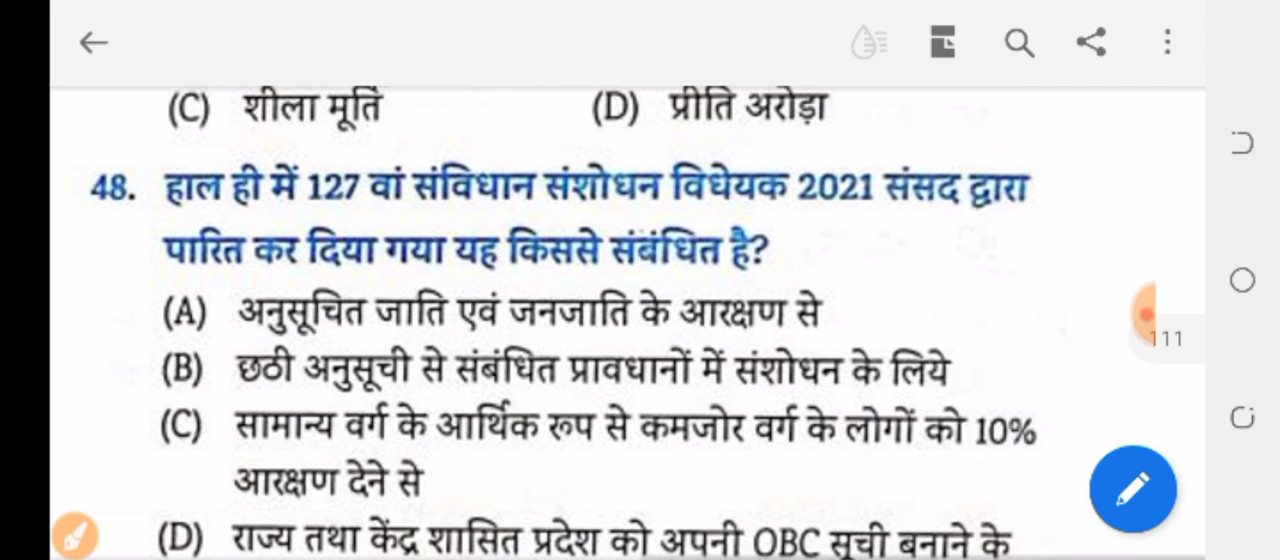 (C) शीला मूर्ति (D) प्रीति अरोड़ा
48. हाल ही में 127 वां संविधान संशोधन विधेयक 2021 संसद द्वारा
पारित कर दिया गया यह किससे संबंधित है?
(A) अनुसूचित जाति एवं जनजाति के आरक्षण से
(B) छठी अनुसूची से संबंधित प्रावधानों में संशोधन के लिये
111
(C) सामान्य वर्ग के आर्थिक रूप से कमजोर वर्ग के लोगों को 10%
आरक्षण देने से
(D) राज्य तथा केंद्र शासित प्रदेश को अपनी OBC सूची बनाने के